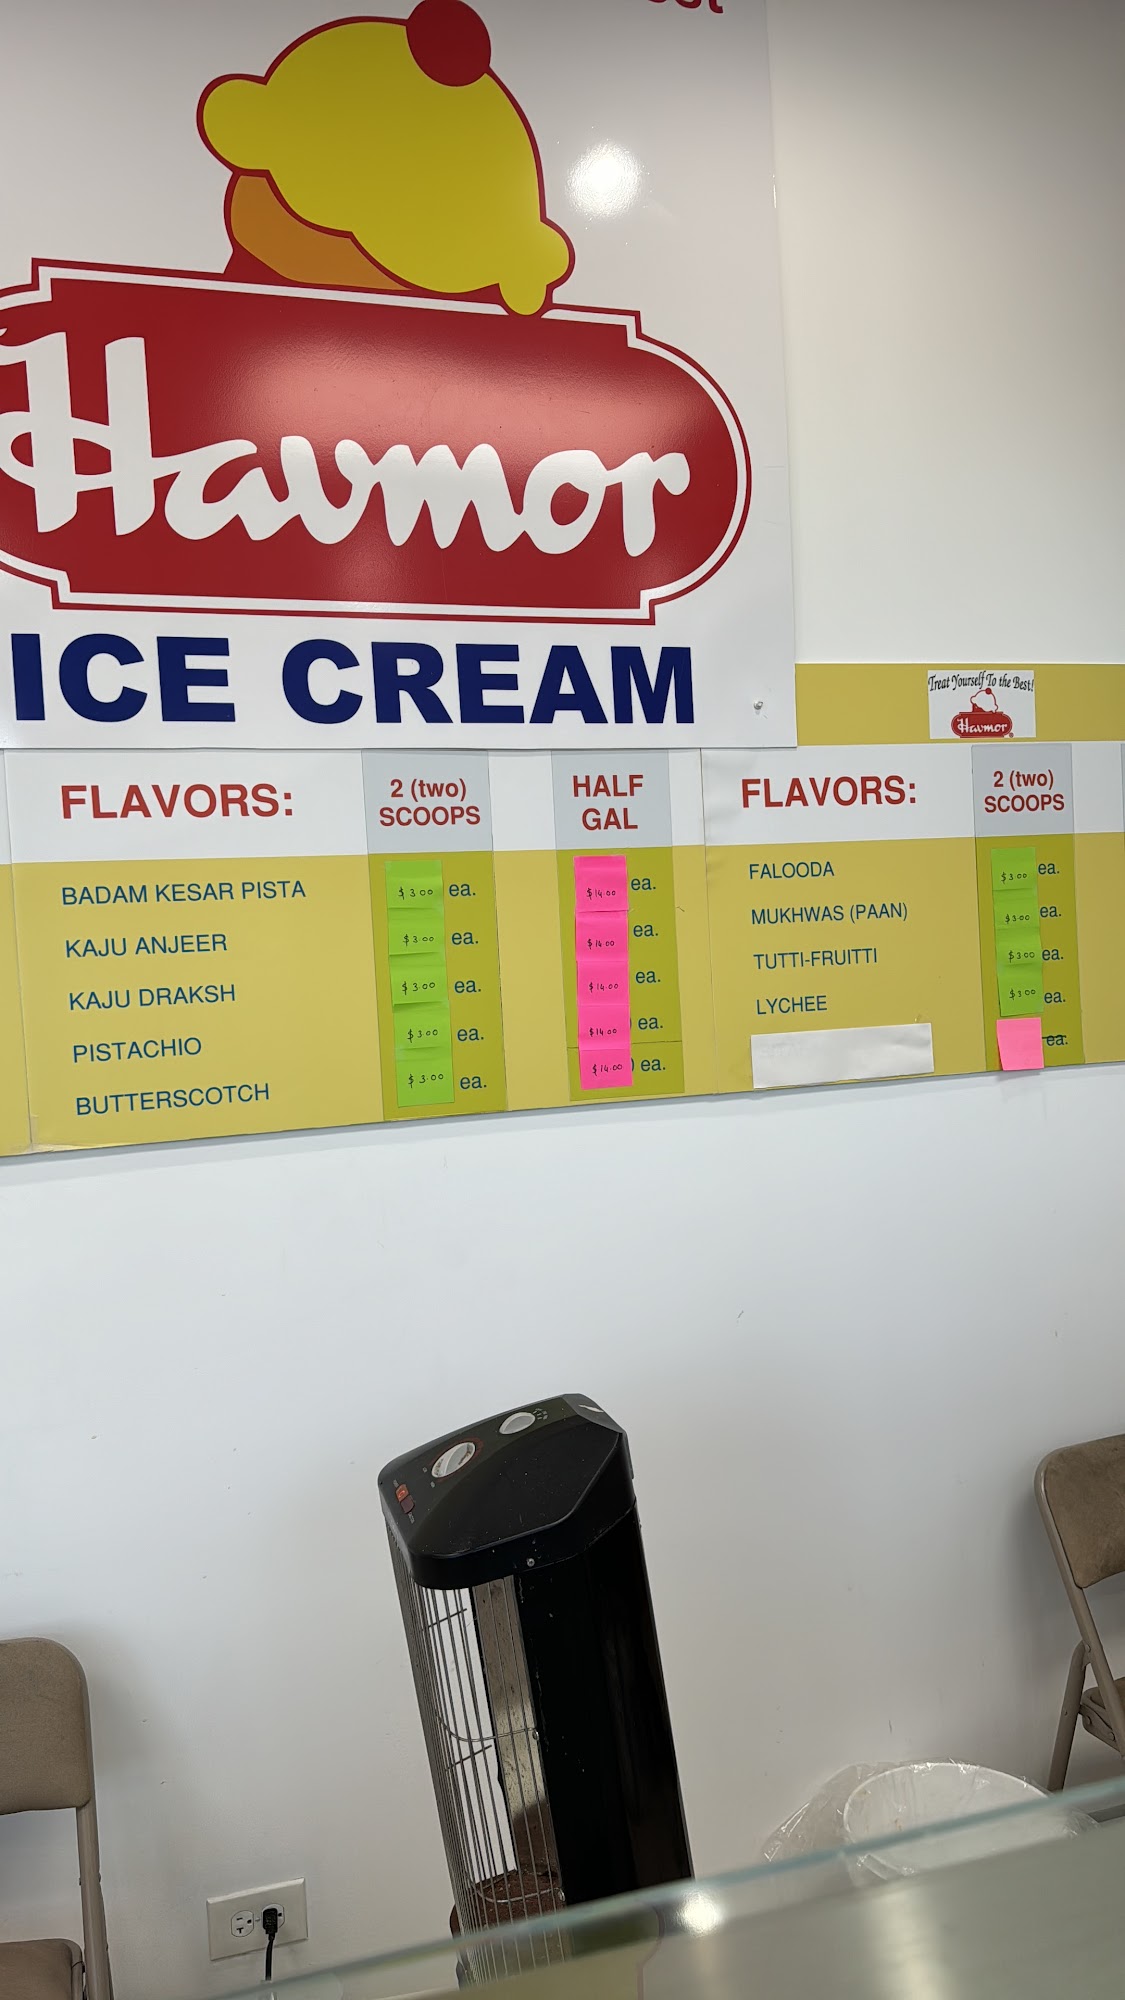 Havmor
ICE CREAM
Treat Yourself To the Best!
Havmor
FLAVORS:
2 (two)
SCOOPS
HALF
GAL
BADAM KESAR PISTA
$3.00 ea.
$14.00 ea.
KAJU ANJEER
$3.00 ea.
$14.00 ea.
KAJU DRAKSH
$3.00 ea.
$14.00 ea.
PISTACHIO
$3.00 ea.
$14.00 ) ea.
BUTTERSCOTCH
$3.00 ea.
$14.00 ) ea.
FLAVORS:
2 (two)
SCOOPS
FALOODA
$3.00 ea.
MUKHWAS (PAAN)
$3.00 ea.
TUTTI-FRUITTI
$3.00 ea.
LYCHEE
$3.00 ea.
ea.